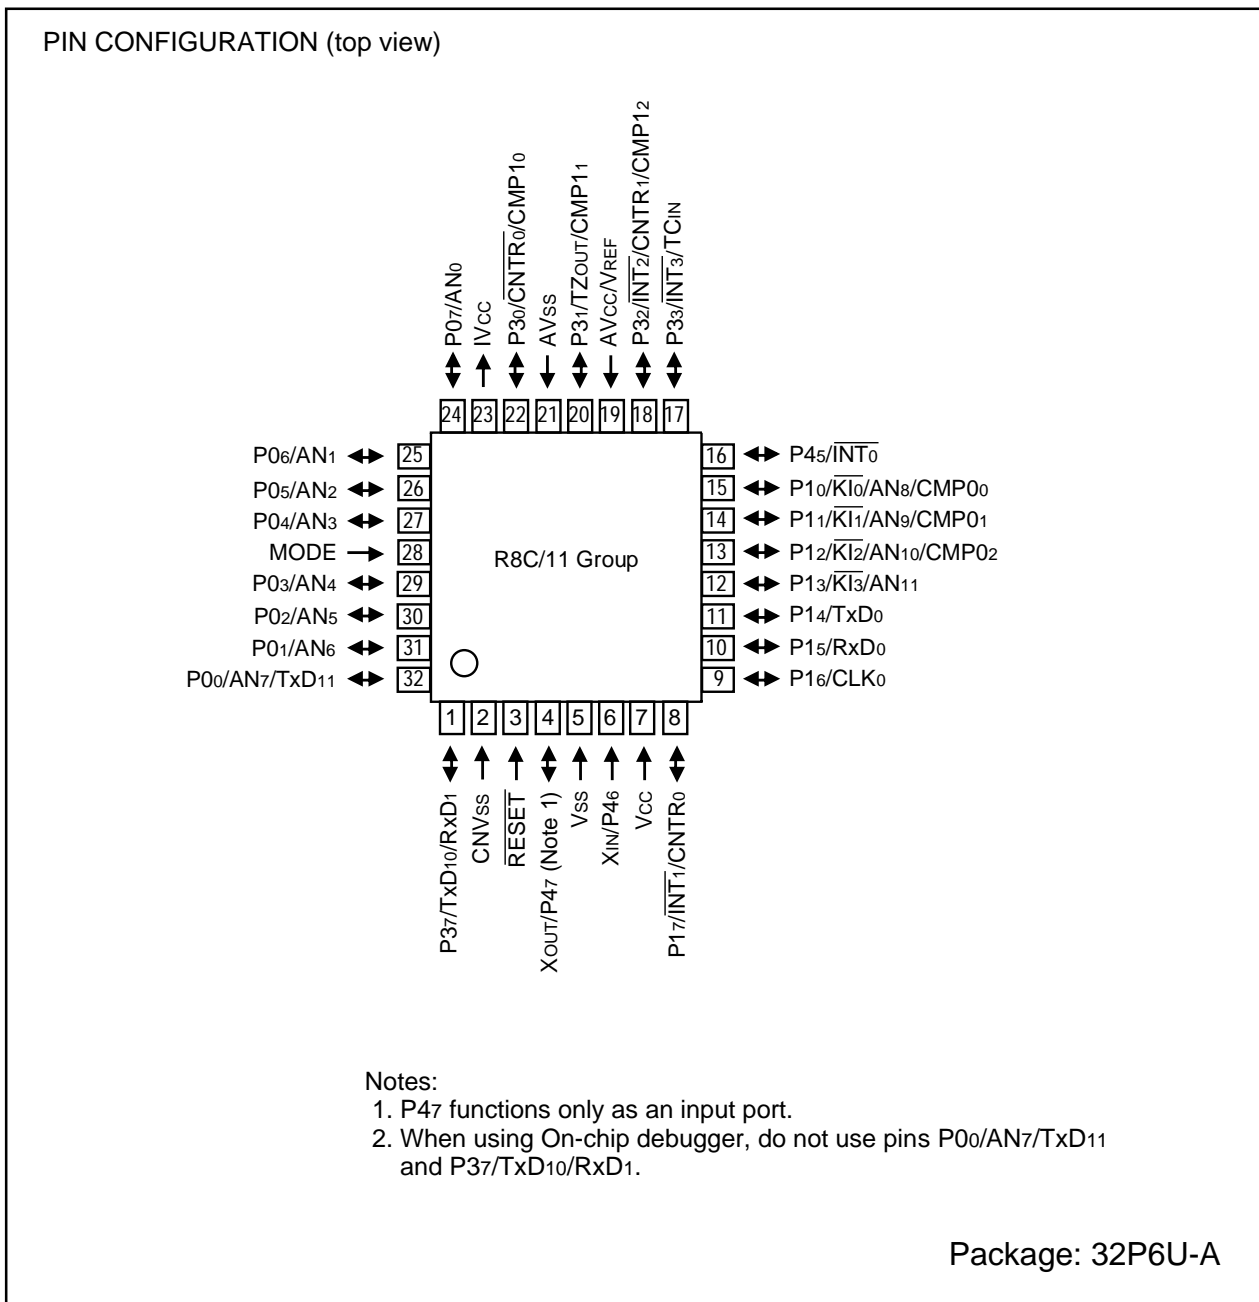 PIN CONFIGURATION (top view)
P07/AN0
IVCC
P30/CNTR0/CMP10
AVSS
P31/TZOUT/CMP11
AVCC/VREF
P32/INT2/CNTR1/CMP12
P33/INT3/TCIN
24 23 22 21 20 19 18 17
P06/AN1 25
P05/AN2 26
P04/AN3 27
MODE 28
P03/AN4 29
P02/AN5 30
P01/AN6 31
P00/AN7/TxD11 32
R8C/11 Group
16 P45/INT0
15 P10/KI0/AN8/CMP00
14 P11/KI1/AN9/CMP01
13 P12/KI2/AN10/CMP02
12 P13/KI3/AN11
11 P14/TxD0
10 P15/RxD0
9 P16/CLK0
1 2 3 4 5 6 7 8
P37/TxD10/RxD1
CNVSS
RESET
XOUT/P47 (Note 1)
VSS
XIN/P46
VCC
P17/INT1/CNTR0
Notes:
1. P47 functions only as an input port.
2. When using On-chip debugger, do not use pins P00/AN7/TxD11
and P37/TxD10/RxD1.
Package: 32P6U-A